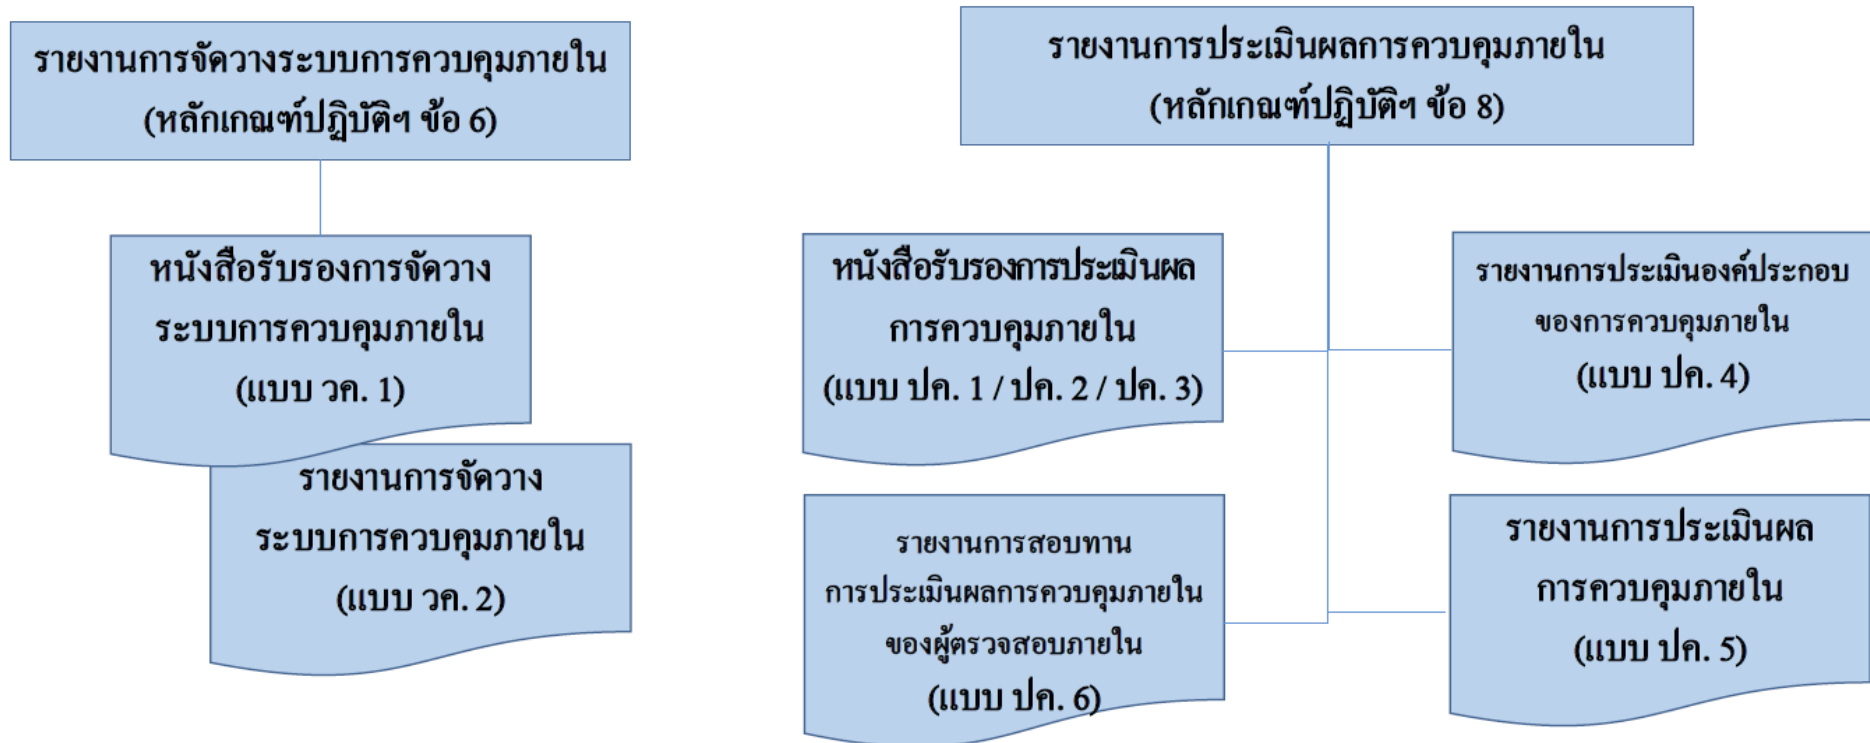 รายงานการจัดวางระบบการควบคุมภายใน
(หลักเกณฑ์ปฏิบัติฯ ข้อ 6)
หนังสือรับรองการจัดวาง
ระบบการควบคุมภายใน
(แบบ วค. 1)
รายงานการจัดวาง
ระบบการควบคุมภายใน
(แบบ วค. 2)
รายงานการประเมินผลการควบคุมภายใน
(หลักเกณฑ์ปฏิบัติฯ ข้อ 8)
หนังสือรับรองการประเมินผล
การควบคุมภายใน
(แบบ ปค. 1 / ปค. 2 / ปค. 3)
รายงานการประเมินองค์ประกอบ
ของการควบคุมภายใน
(แบบ ปค. 4)
รายงานการสอบทาน
การประเมินผลการควบคุมภายใน
ของผู้ตรวจสอบภายใน
(แบบ ปค. 6)
รายงานการประเมินผล
การควบคุมภายใน
(แบบ ปค. 5)